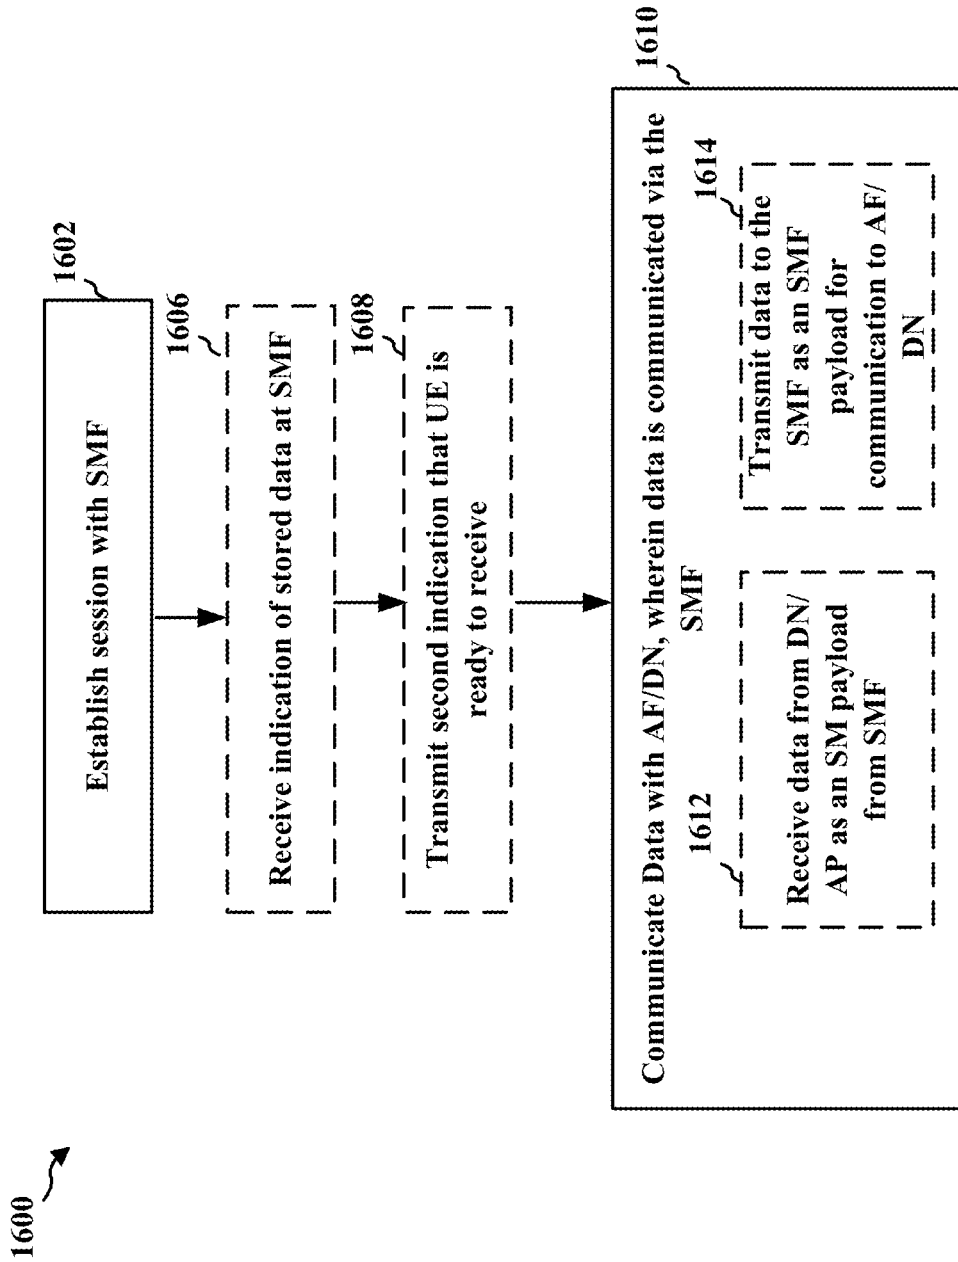 1600
1602
Establish session with SMF
1606
Receive indication of stored data at SMF
1608
Transmit second indication that UE is
ready to receive
1610
Communicate Data with AF/DN, wherein data is communicated via the
SMF
1612
Receive data from DN/
AP as an SM payload
from SMF
1614
Transmit data to the
SMF as an SMF
payload for
communication to AF/
DN